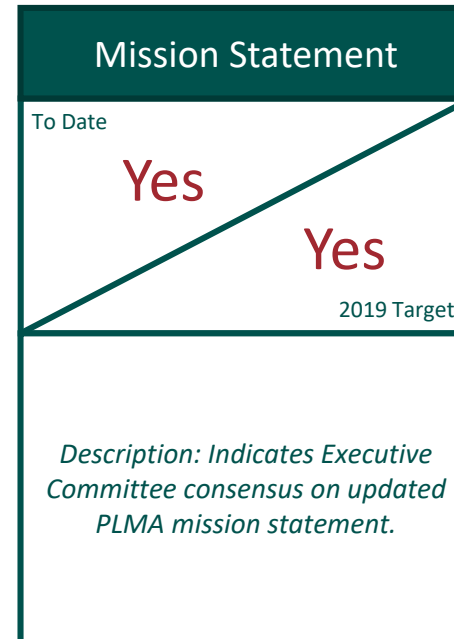 Mission Statement
To Date
Yes
Yes
2019 Target
Description: Indicates Executive
Committee consensus on updated
PLMA mission statement.